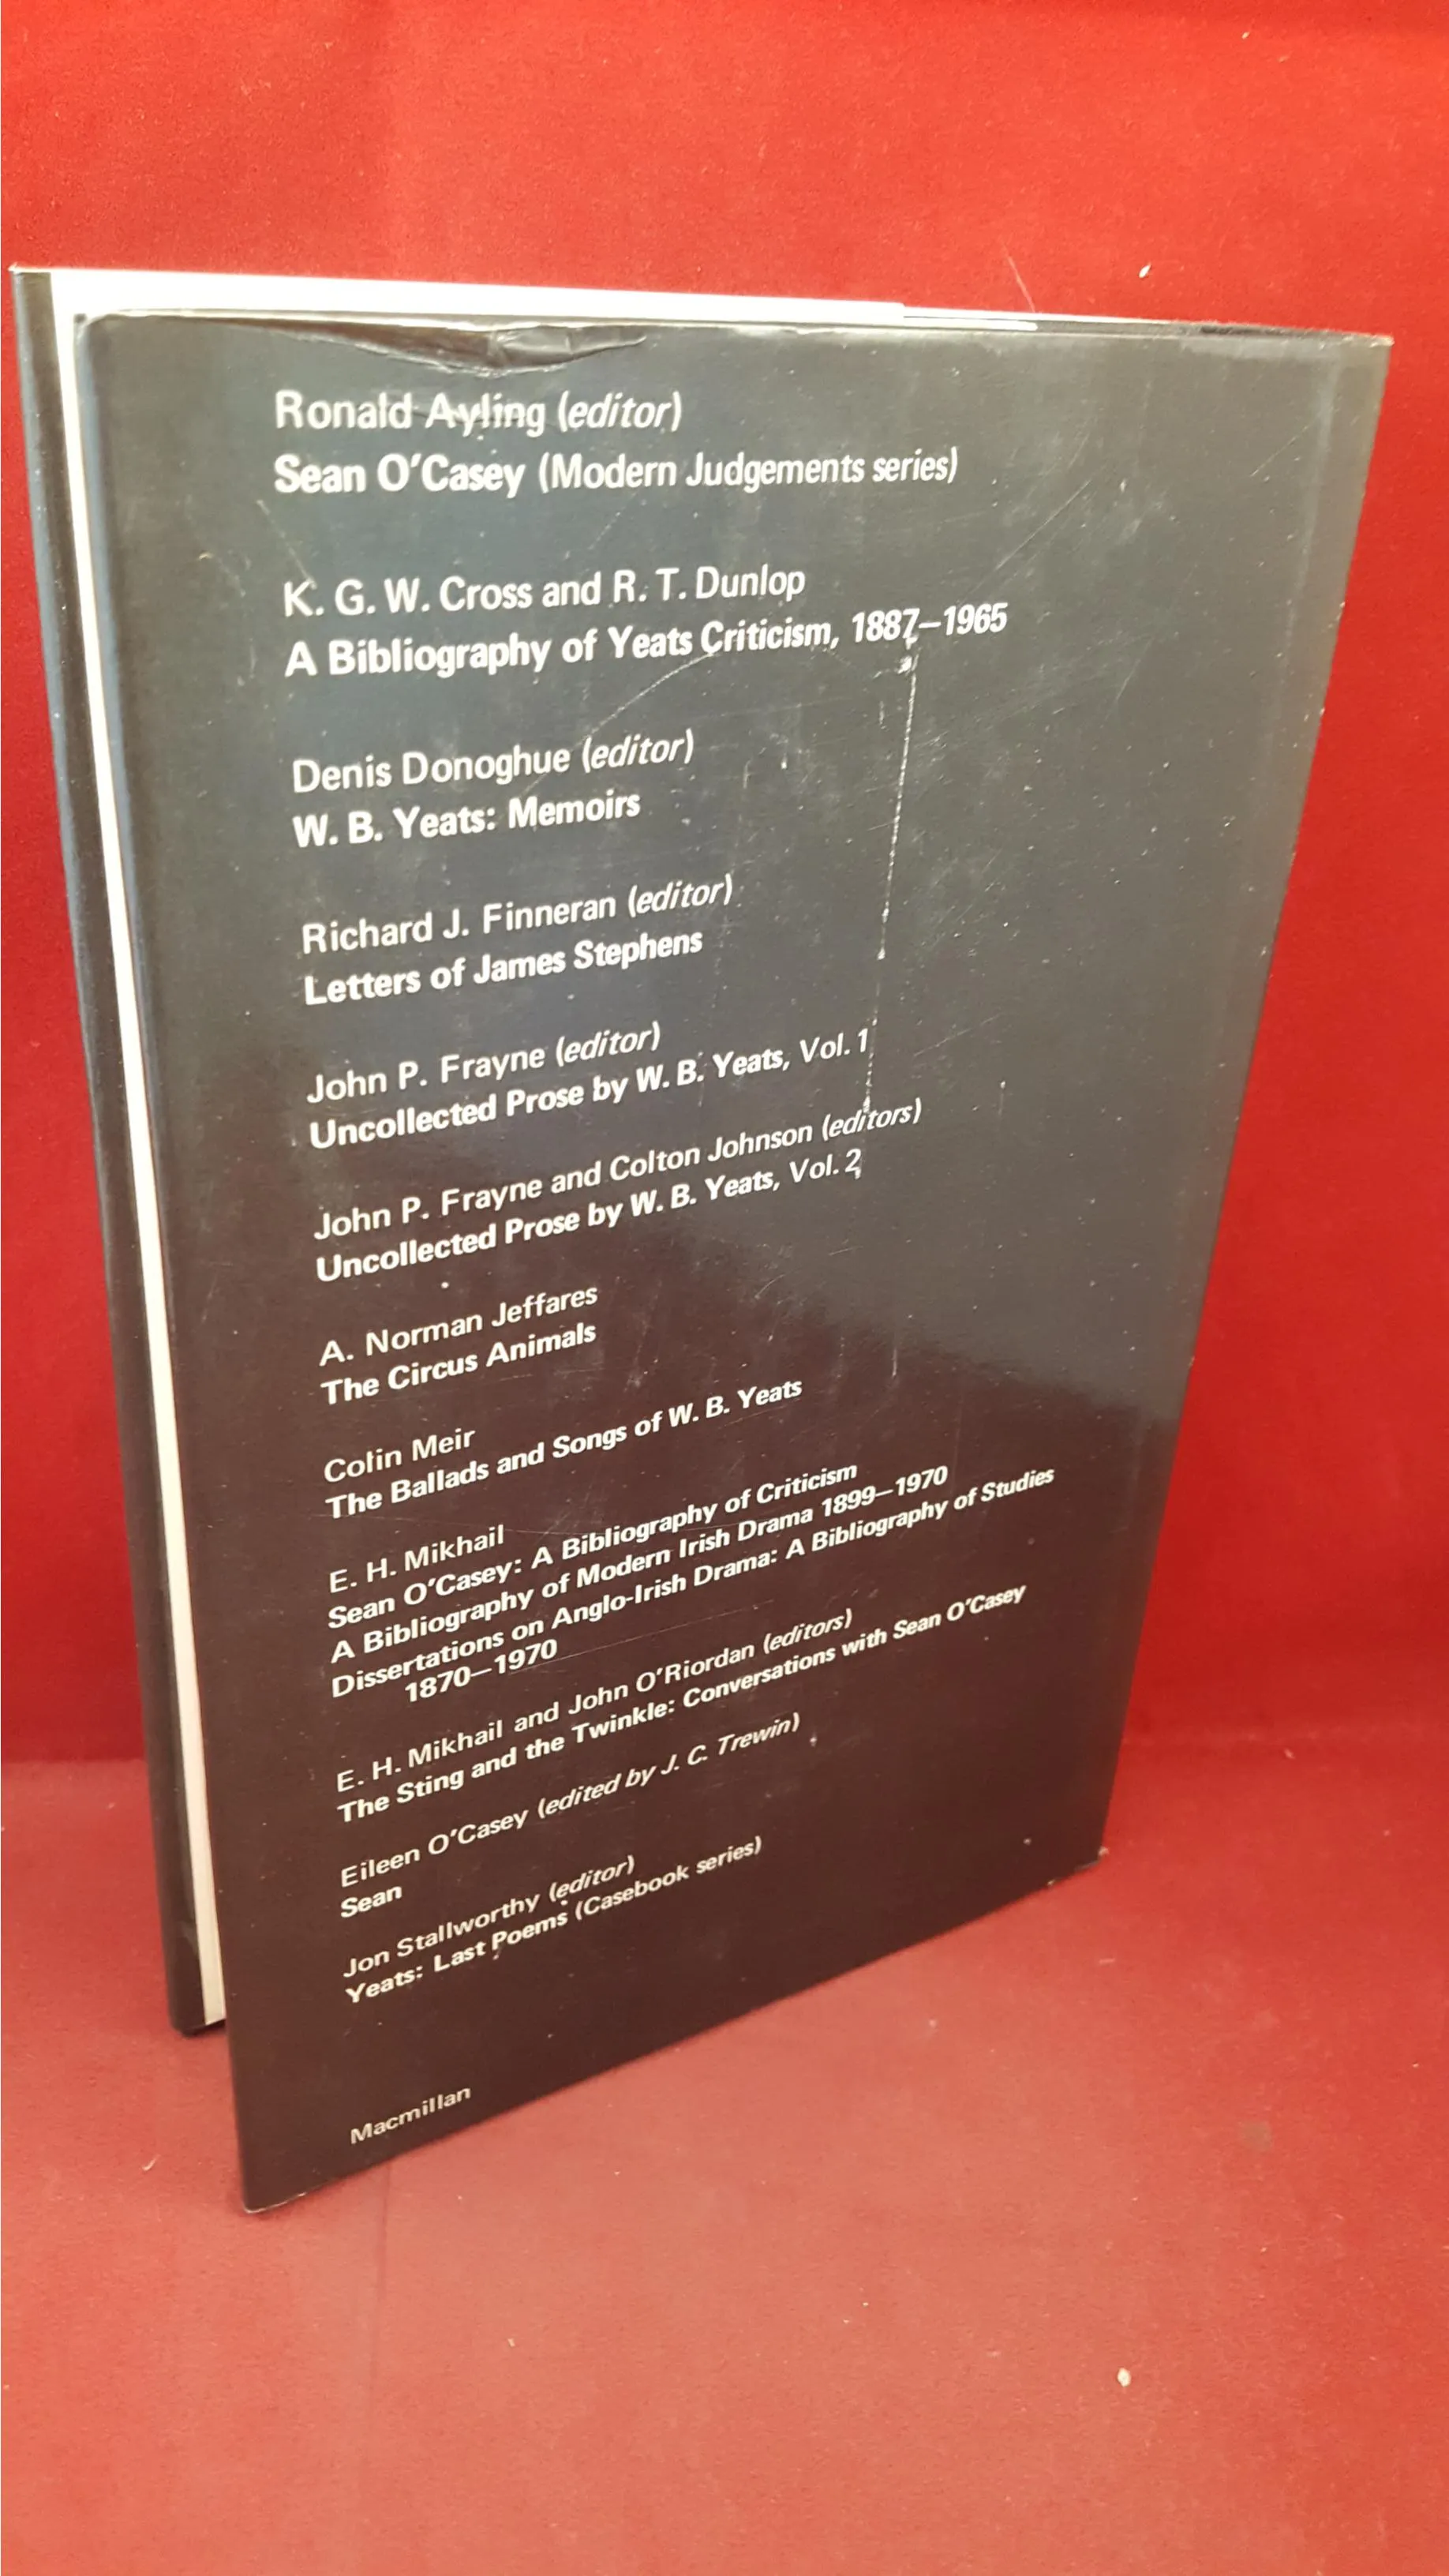 Ronald Ayling (editor)
Sean O'Casey (Modern Judgements series)
K. G. W. Cross and R. T. Dunlop
A Bibliography of Yeats Criticism, 1887–1965
Denis Donoghue (editor)
W. B. Yeats: Memoirs
Richard J. Finneran (editor)
Letters of James Stephens
John P. Frayne (editor)
Uncollected Prose by W. B. Yeats, Vol. 1
John P. Frayne and Colton Johnson (editors)
Uncollected Prose by W. B. Yeats, Vol. 2
A. Norman Jeffares
The Circus Animals
Colin Meir
The Ballads and Songs of W. B. Yeats
E. H. Mikhail
Sean O'Casey: A Bibliography of Criticism
A Bibliography of Modern Irish Drama 1899–1970
Dissertations on Anglo-Irish Drama: A Bibliography of Studies
1870–1970
E. H. Mikhail and John O'Riordan (editors)
The Sting and the Twinkle: Conversations with Sean O'Casey
Eileen O'Casey (edited by J. C. Trewin)
Sean
Jon Stallworthy (editor)
Yeats: Last Poems (Casebook series)
Macmillan